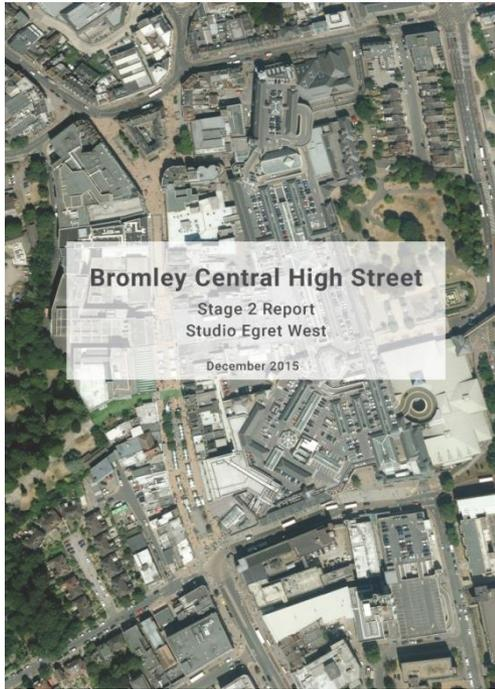 Bromley Central High Street
Stage 2 Report
Studio Egret West
December 2015